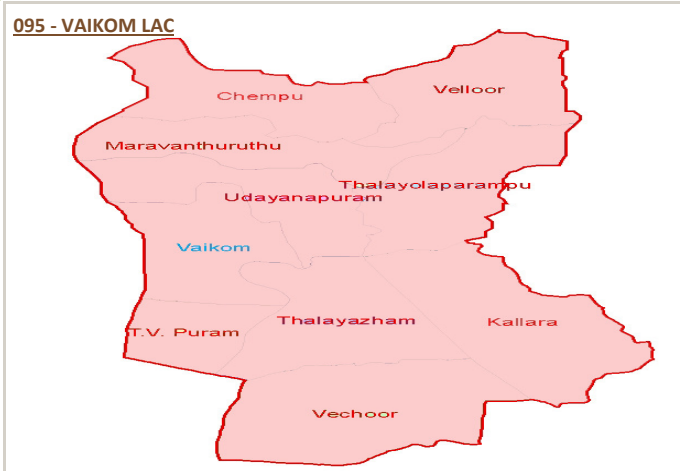 095 - VAIKOM LAC
Chempu
Velloor
Maravanthuruthu
Thalayolaparampu
Udayanapuram
Vaikom
T.V. Puram
Thalayazham
Kallara
Vechoor